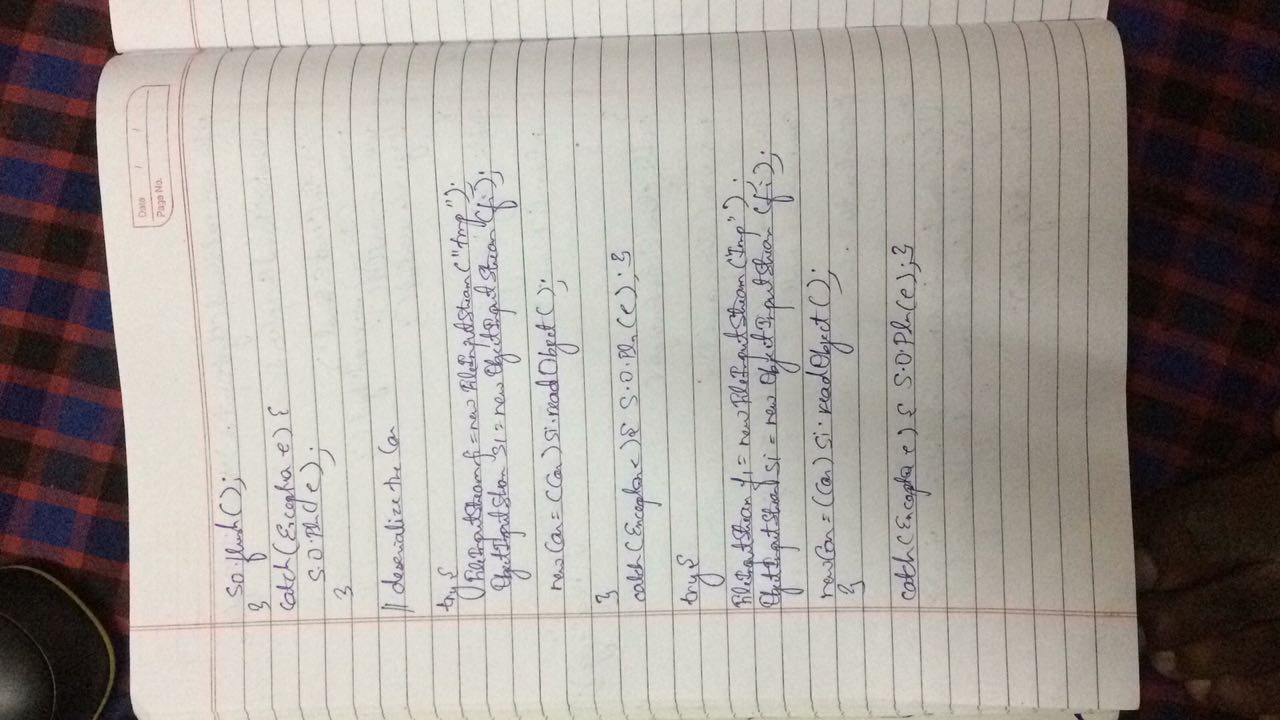 Date / /
Page No.
so.flush();
}
catch(Exception e) {
S.O.Pln(e);
}
// deserialize the Car
try{
FileInputStream fi = new FileInputStream ("tmp");
ObjectInputStream si = new ObjectInputStream (fi);
newCar = (Car) si.readObject();
}
catch(Exception e){ S.O.Pln(e); }
try{
FileInputStream fi = new FileInputStream ("tmp");
ObjectInputStream si = new ObjectInputStream (fi);
newCar = (Car) si.readObject();
}
catch(Exception e) { S.O.Pln(e); }